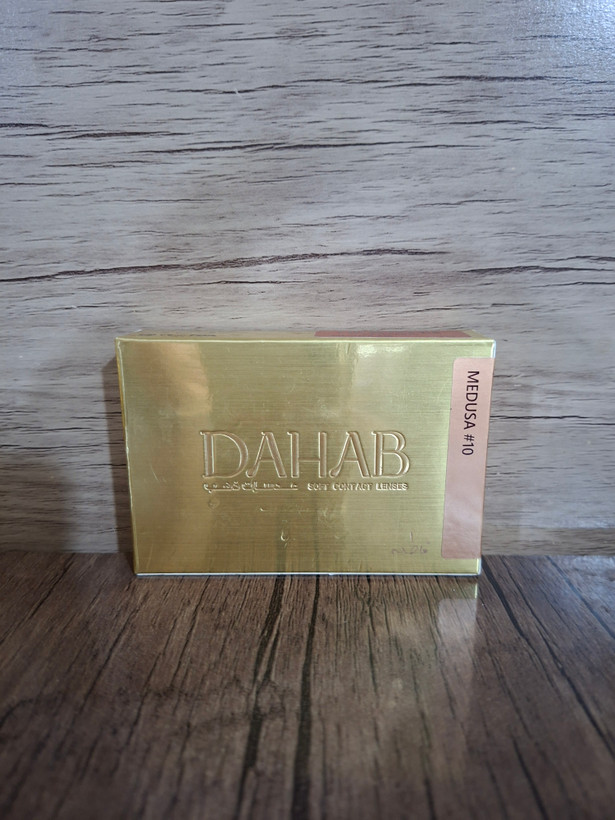 DAHAB
SOFT CONTACT LENSES
MEDUSA #10